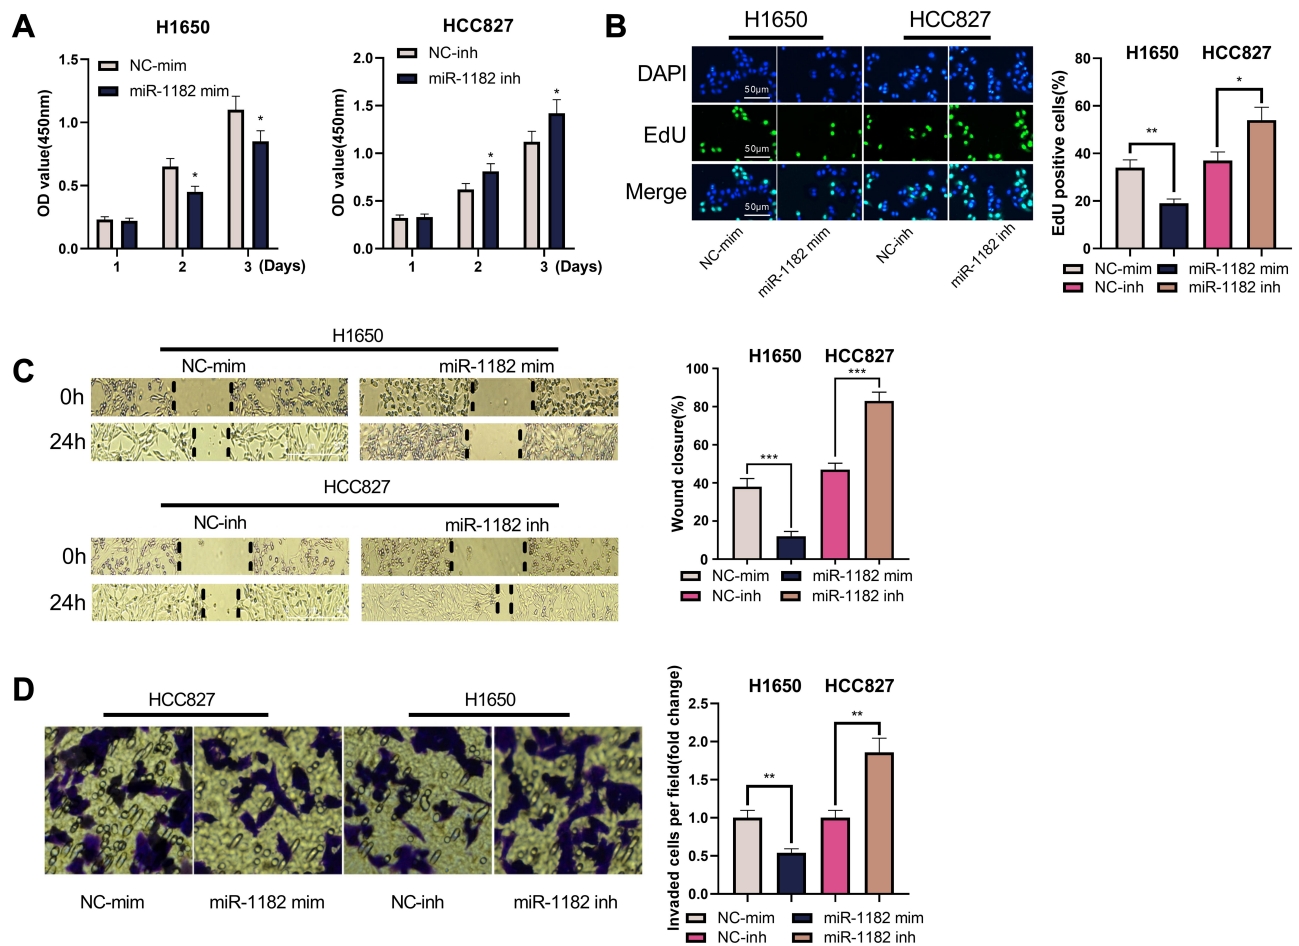 A
H1650
OD value(450nm)
1.5
1.0
0.5
0.0
NC-mim
miR-1182 mim
*
*
1 2 3 (Days)
HCC827
OD value(450nm)
2.0
1.5
1.0
0.5
0.0
NC-inh
miR-1182 inh
*
*
1 2 3 (Days)
B
H1650 HCC827
DAPI
50μm 50μm
EdU
Merge
50μm 50μm
NC-mim
miR-1182 mim
NC-inh
miR-1182 inh
H1650 HCC827
EdU positive cells(%)
80
60
40
20
0
**
*
NC-mim miR-1182 mim
NC-inh miR-1182 inh
C
H1650
NC-mim miR-1182 mim
0h
24h
HCC827
NC-inh miR-1182 inh
0h
24h
H1650 HCC827
Wound closure(%)
100
80
60
40
20
0
***
***
NC-mim miR-1182 mim
NC-inh miR-1182 inh
D
HCC827 H1650
NC-mim miR-1182 mim NC-inh miR-1182 inh
H1650 HCC827
Invaded cells per field(fold change)
2.5
2.0
1.5
1.0
0.5
0.0
**
**
NC-mim miR-1182 mim
NC-inh miR-1182 inh